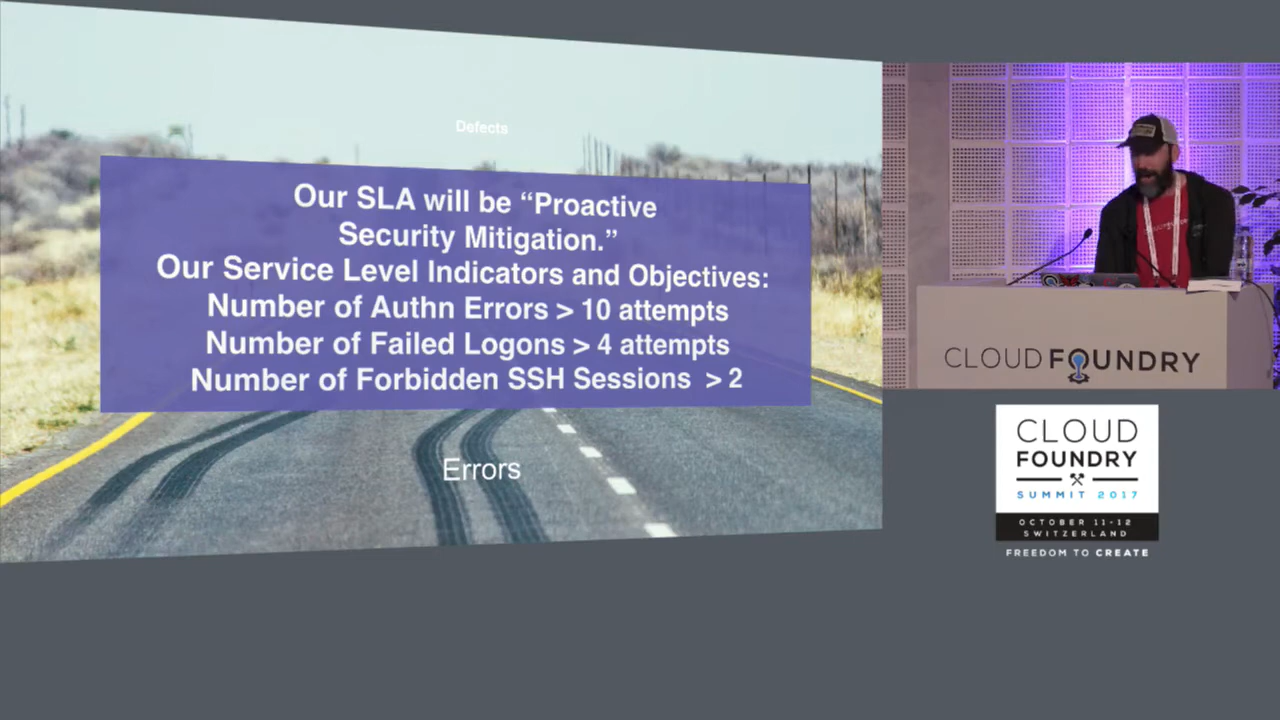 Defects
Our SLA will be “Proactive
Security Mitigation.”
Our Service Level Indicators and Objectives:
Number of Authn Errors > 10 attempts
Number of Failed Logons > 4 attempts
Number of Forbidden SSH Sessions > 2
Errors
CLOUD FOUNDRY
CLOUD
FOUNDRY
SUMMIT 2017
OCTOBER 11-12
SWITZERLAND
FREEDOM TO CREATE